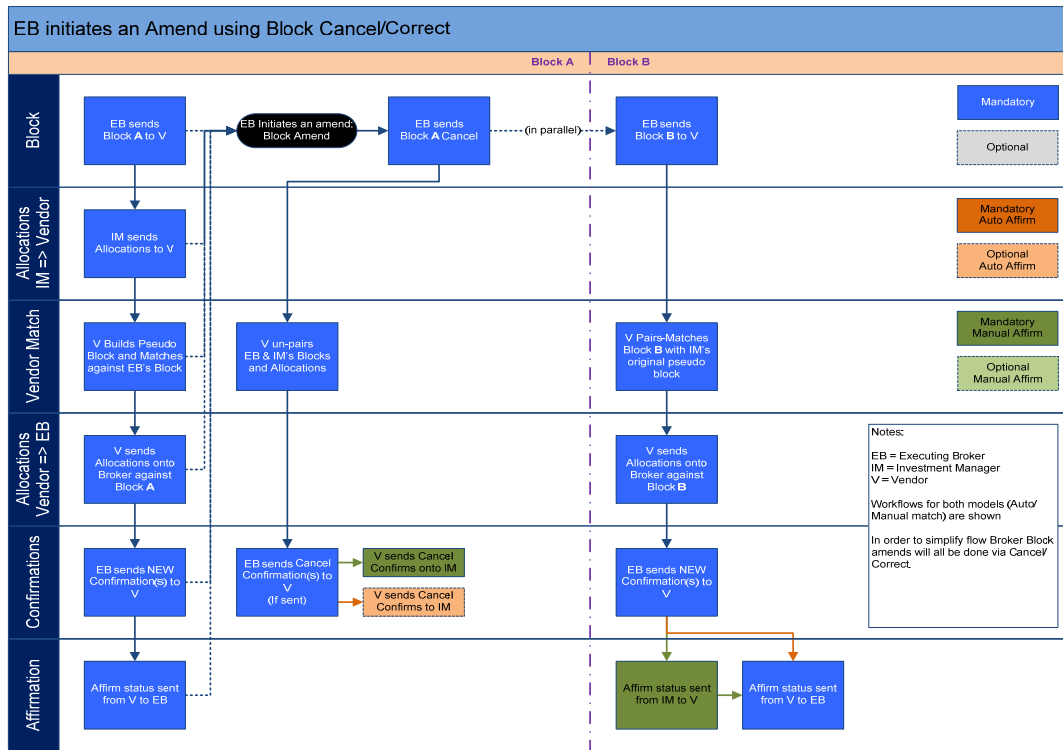 EB initiates an Amend using Block Cancel/Correct
Block A
Block B
Block
EB sends
Block A to V
EB Initiates an amend:
Block Amend
EB sends
Block A Cancel
(in parallel)
EB sends
Block B to V
Mandatory
Optional
Allocations
IM => Vendor
IM sends
Allocations to V
Mandatory
Auto Affirm
Optional
Auto Affirm
Vendor Match
V Builds Pseudo
Block and Matches
against EB's Block
V un-pairs
EB & IM's Blocks
and Allocations
V Pairs-Matches
Block B with IM's
original pseudo
block
Mandatory
Manual Affirm
Optional
Manual Affirm
Allocations
Vendor => EB
V sends
Allocations onto
Broker against
Block A
V sends
Allocations onto
Broker against
Block B
Notes:
EB = Executing Broker
IM = Investment Manager
V = Vendor
Workflows for both models (Auto/
Manual match) are shown
In order to simplify flow Broker Block
amends will all be done via Cancel/
Correct.
Confirmations
EB sends NEW
Confirmation(s) to
V
EB sends Cancel
Confirmation(s) to
V
(If sent)
V sends Cancel
Confirms onto IM
V sends Cancel
Confirms to IM
EB sends NEW
Confirmation(s) to
V
Affirmation
Affirm status sent
from V to EB
Affirm status sent
from IM to V
Affirm status sent
from V to EB